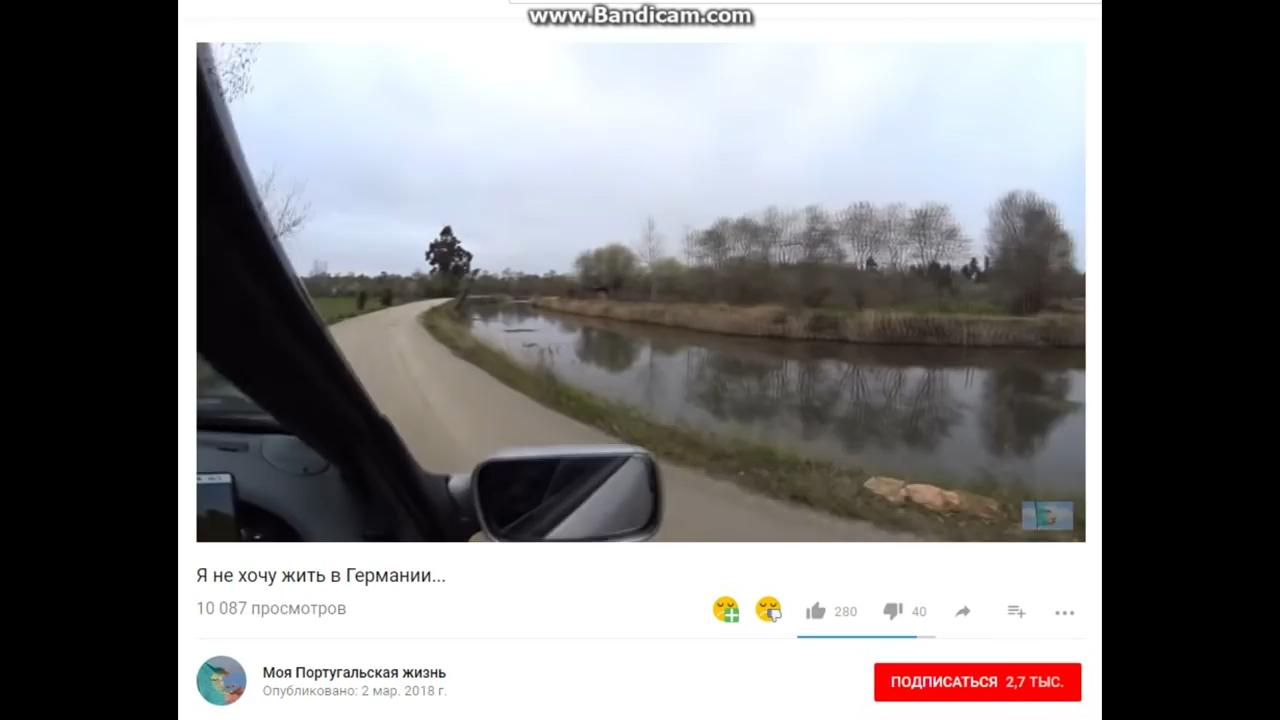 www.Bandicam.com
Я не хочу жить в Германии...
10 087 просмотров
280
40
Моя Португальская жизнь
Опубликовано: 2 мар. 2018 г.
ПОДПИСАТЬСЯ 2,7 ТЫС.